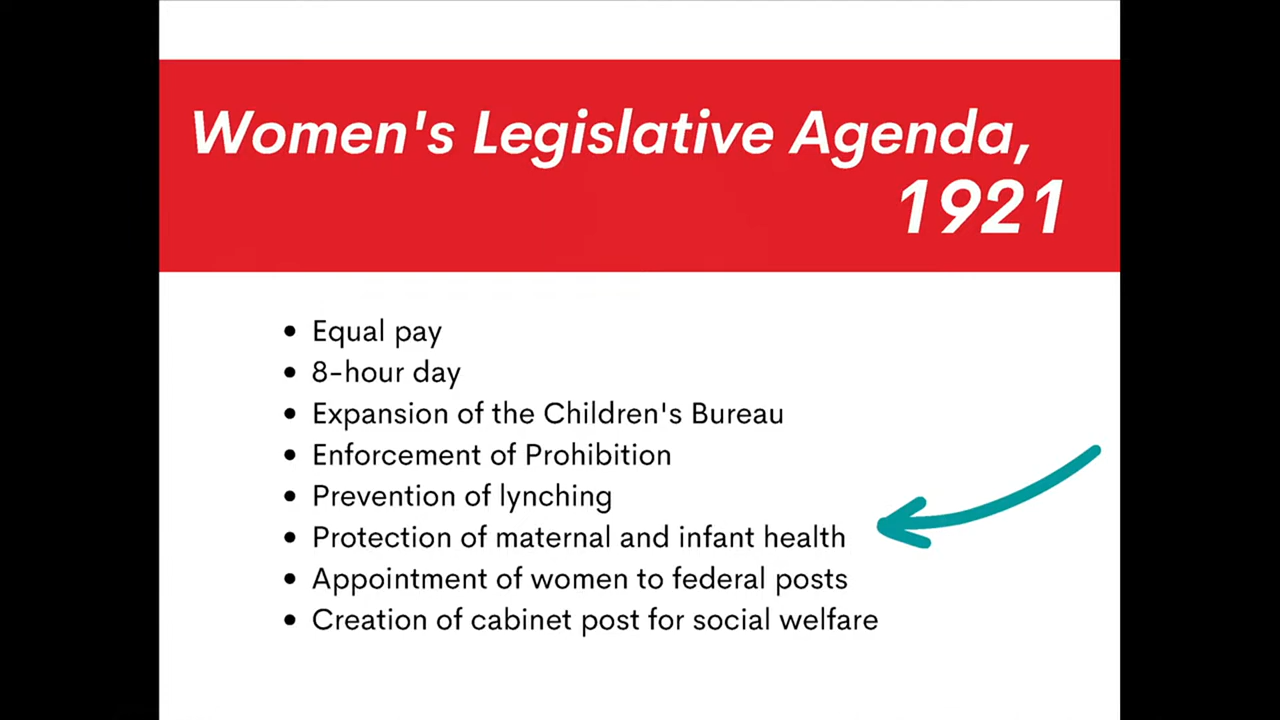 Women's Legislative Agenda,
1921
• Equal pay
• 8-hour day
• Expansion of the Children's Bureau
• Enforcement of Prohibition
• Prevention of lynching
• Protection of maternal and infant health
• Appointment of women to federal posts
• Creation of cabinet post for social welfare